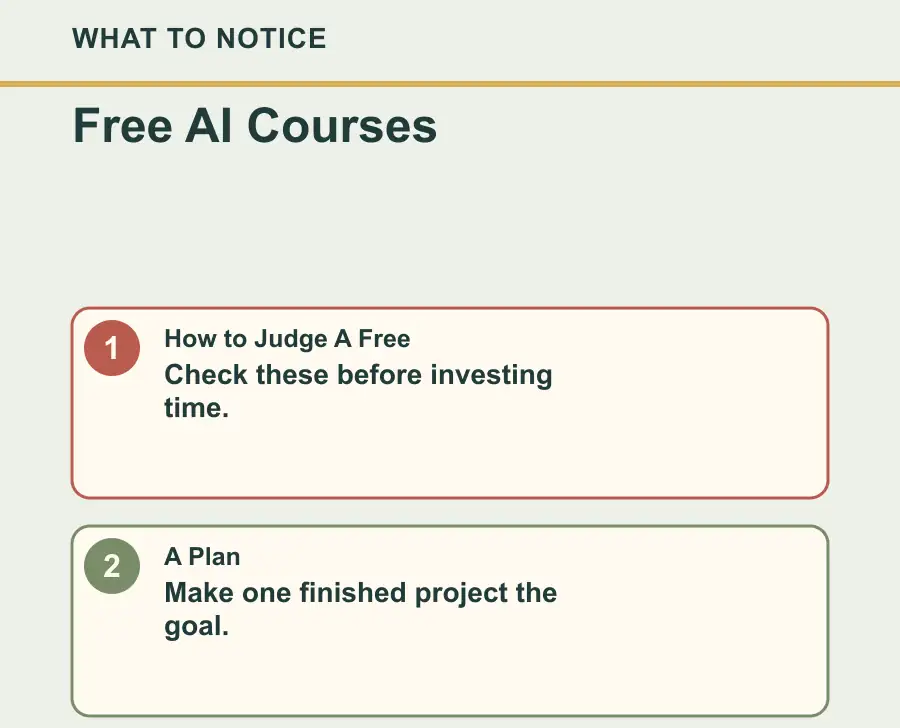 WHAT TO NOTICE
Free AI Courses
1
How to Judge A Free
Check these before investing
time.
2
A Plan
Make one finished project the
goal.